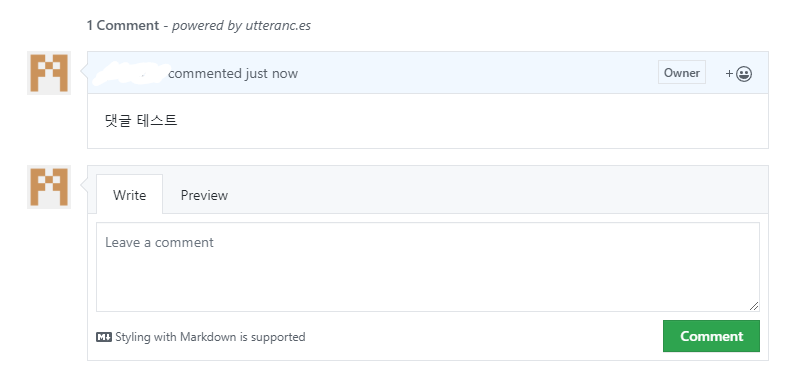 1 Comment - powered by utteranc.es
commented just now Owner +
댓글 테스트
Write Preview
Leave a comment
Styling with Markdown is supported Comment